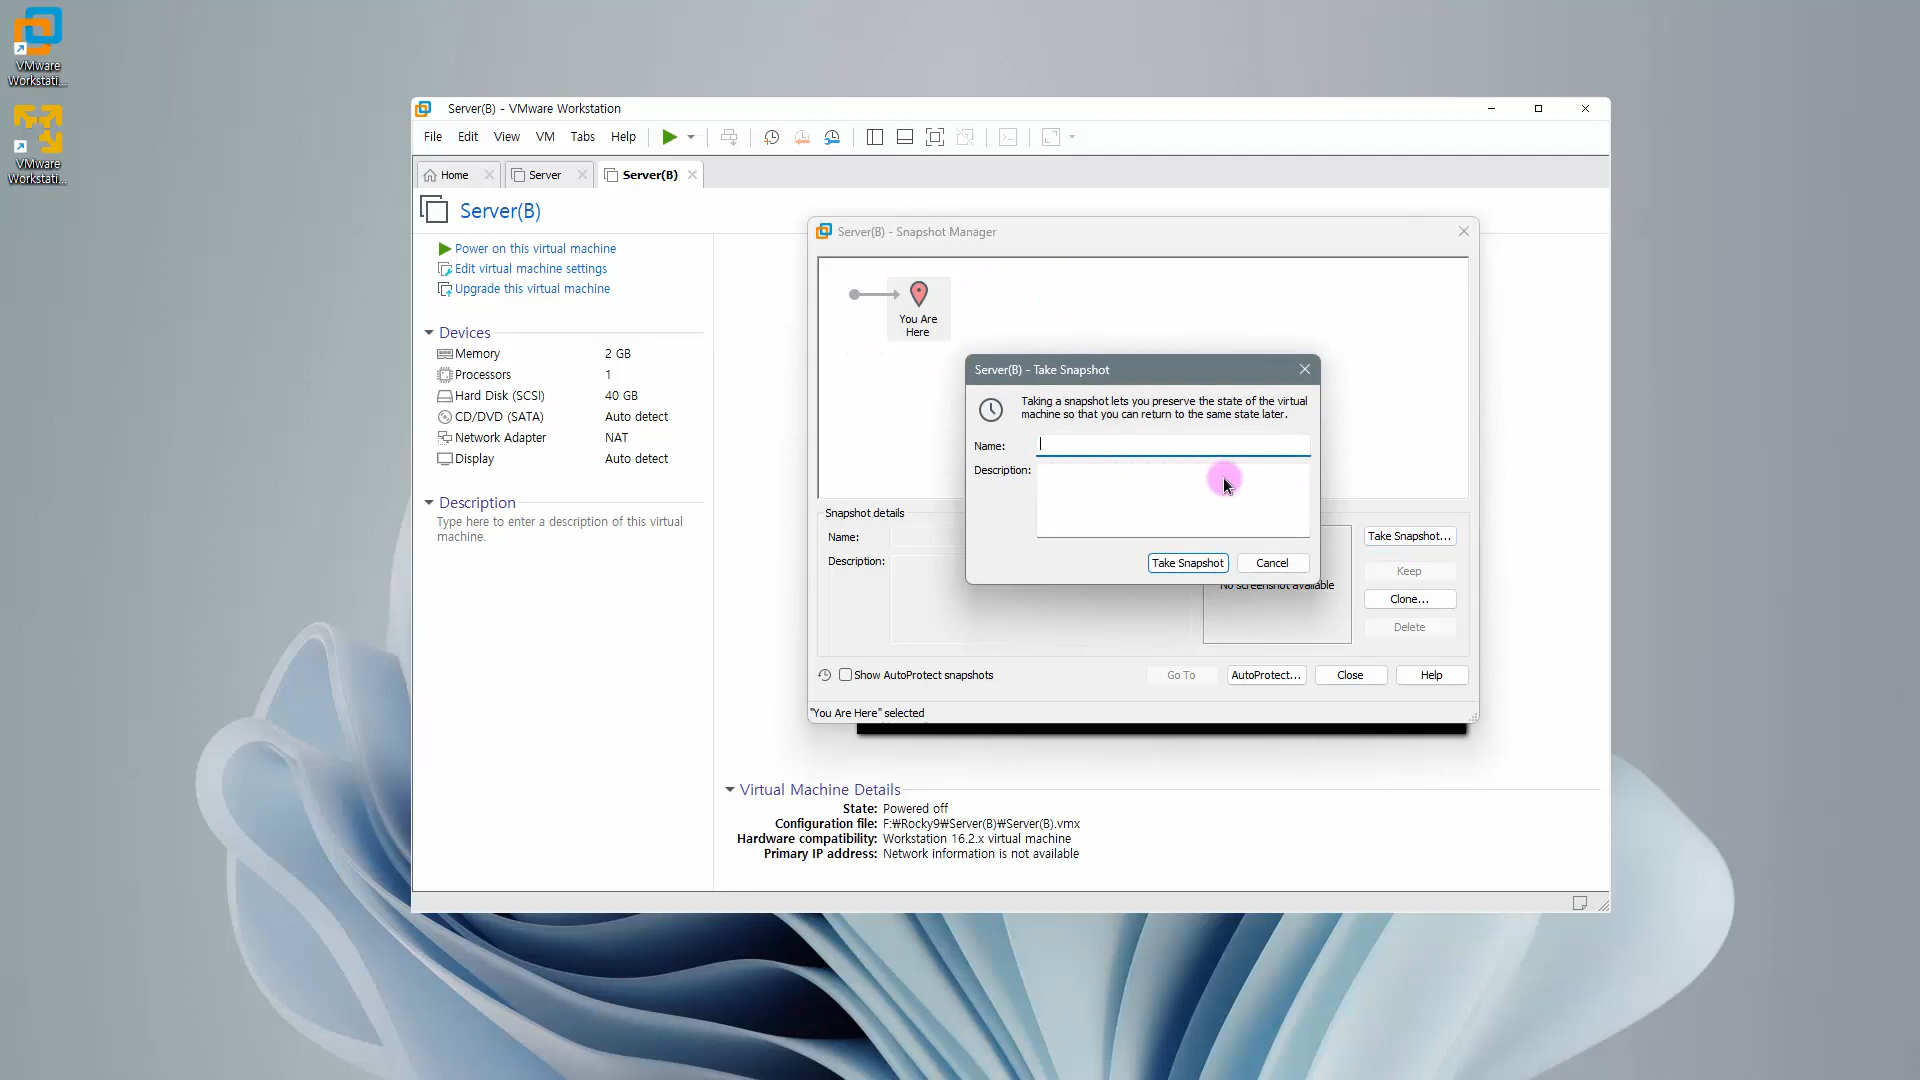 VMware
Workstati...
VMware
Workstati...
Server(B) - VMware Workstation
File Edit View VM Tabs Help
Home Server Server(B)
Server(B)
Power on this virtual machine
Edit virtual machine settings
Upgrade this virtual machine
Devices
Memory 2 GB
Processors 1
Hard Disk (SCSI) 40 GB
CD/DVD (SATA) Auto detect
Network Adapter NAT
Display Auto detect
Description
Type here to enter a description of this virtual
machine.
Server(B) - Snapshot Manager
You Are
Here
Server(B) - Take Snapshot
Taking a snapshot lets you preserve the state of the virtual
machine so that you can return to the same state later.
Name:
Description:
Take Snapshot Cancel
Snapshot details
Name:
Description:
No screenshot available
Take Snapshot...
Keep
Clone...
Delete
Show AutoProtect snapshots
Go To AutoProtect... Close Help
"You Are Here" selected
Virtual Machine Details
State: Powered off
Configuration file: F:₩Rocky9₩Server(B)₩Server(B).vmx
Hardware compatibility: Workstation 16.2.x virtual machine
Primary IP address: Network information is not available